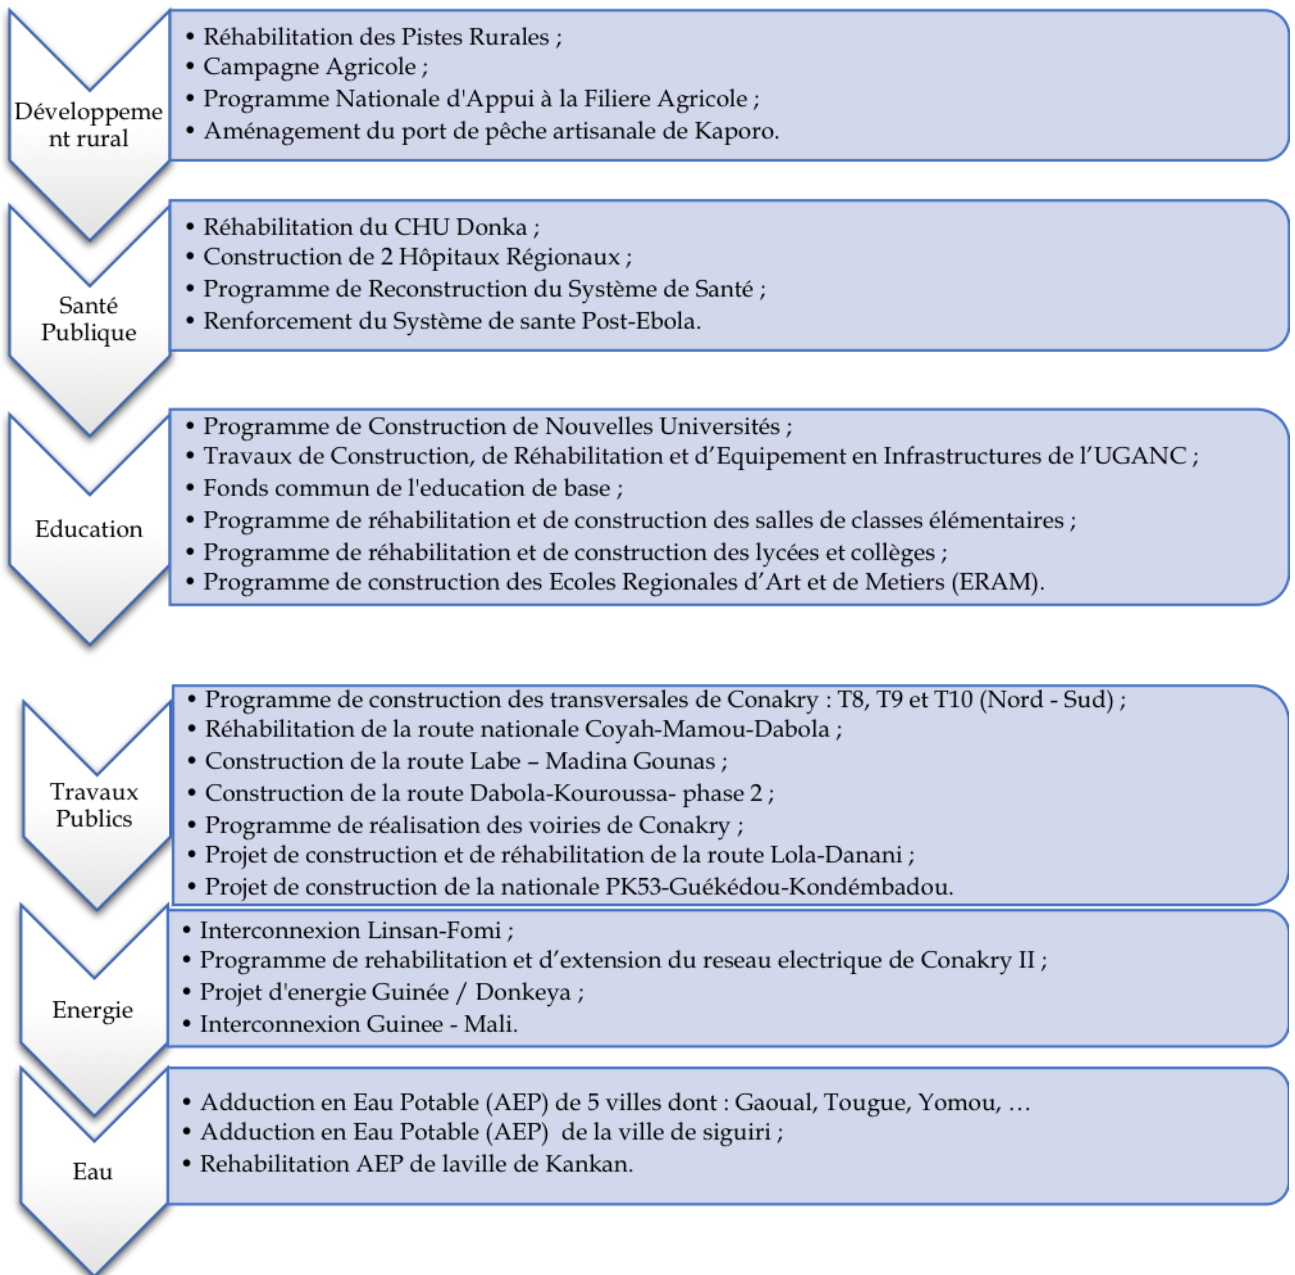 Développeme
nt rural
• Réhabilitation des Pistes Rurales ;
• Campagne Agricole ;
• Programme Nationale d'Appui à la Filiere Agricole ;
• Aménagement du port de pêche artisanale de Kaporo.
Santé
Publique
• Réhabilitation du CHU Donka ;
• Construction de 2 Hôpitaux Régionaux ;
• Programme de Reconstruction du Système de Santé ;
• Renforcement du Système de sante Post-Ebola.
Education
• Programme de Construction de Nouvelles Universités ;
• Travaux de Construction, de Réhabilitation et d’Equipement en Infrastructures de l’UGANC ;
• Fonds commun de l'education de base ;
• Programme de réhabilitation et de construction des salles de classes élémentaires ;
• Programme de réhabilitation et de construction des lycées et collèges ;
• Programme de construction des Ecoles Regionales d’Art et de Metiers (ERAM).
Travaux
Publics
• Programme de construction des transversales de Conakry : T8, T9 et T10 (Nord - Sud) ;
• Réhabilitation de la route nationale Coyah-Mamou-Dabola ;
• Construction de la route Labe – Madina Gounas ;
• Construction de la route Dabola-Kouroussa- phase 2 ;
• Programme de réalisation des voiries de Conakry ;
• Projet de construction et de réhabilitation de la route Lola-Danani ;
• Projet de construction de la nationale PK53-Guékédou-Kondémbadou.
Energie
• Interconnexion Linsan-Fomi ;
• Programme de rehabilitation et d’extension du reseau electrique de Conakry II ;
• Projet d'energie Guinée / Donkeya ;
• Interconnexion Guinee - Mali.
Eau
• Adduction en Eau Potable (AEP) de 5 villes dont : Gaoual, Tougue, Yomou, …
• Adduction en Eau Potable (AEP) de la ville de siguiri ;
• Rehabilitation AEP de laville de Kankan.